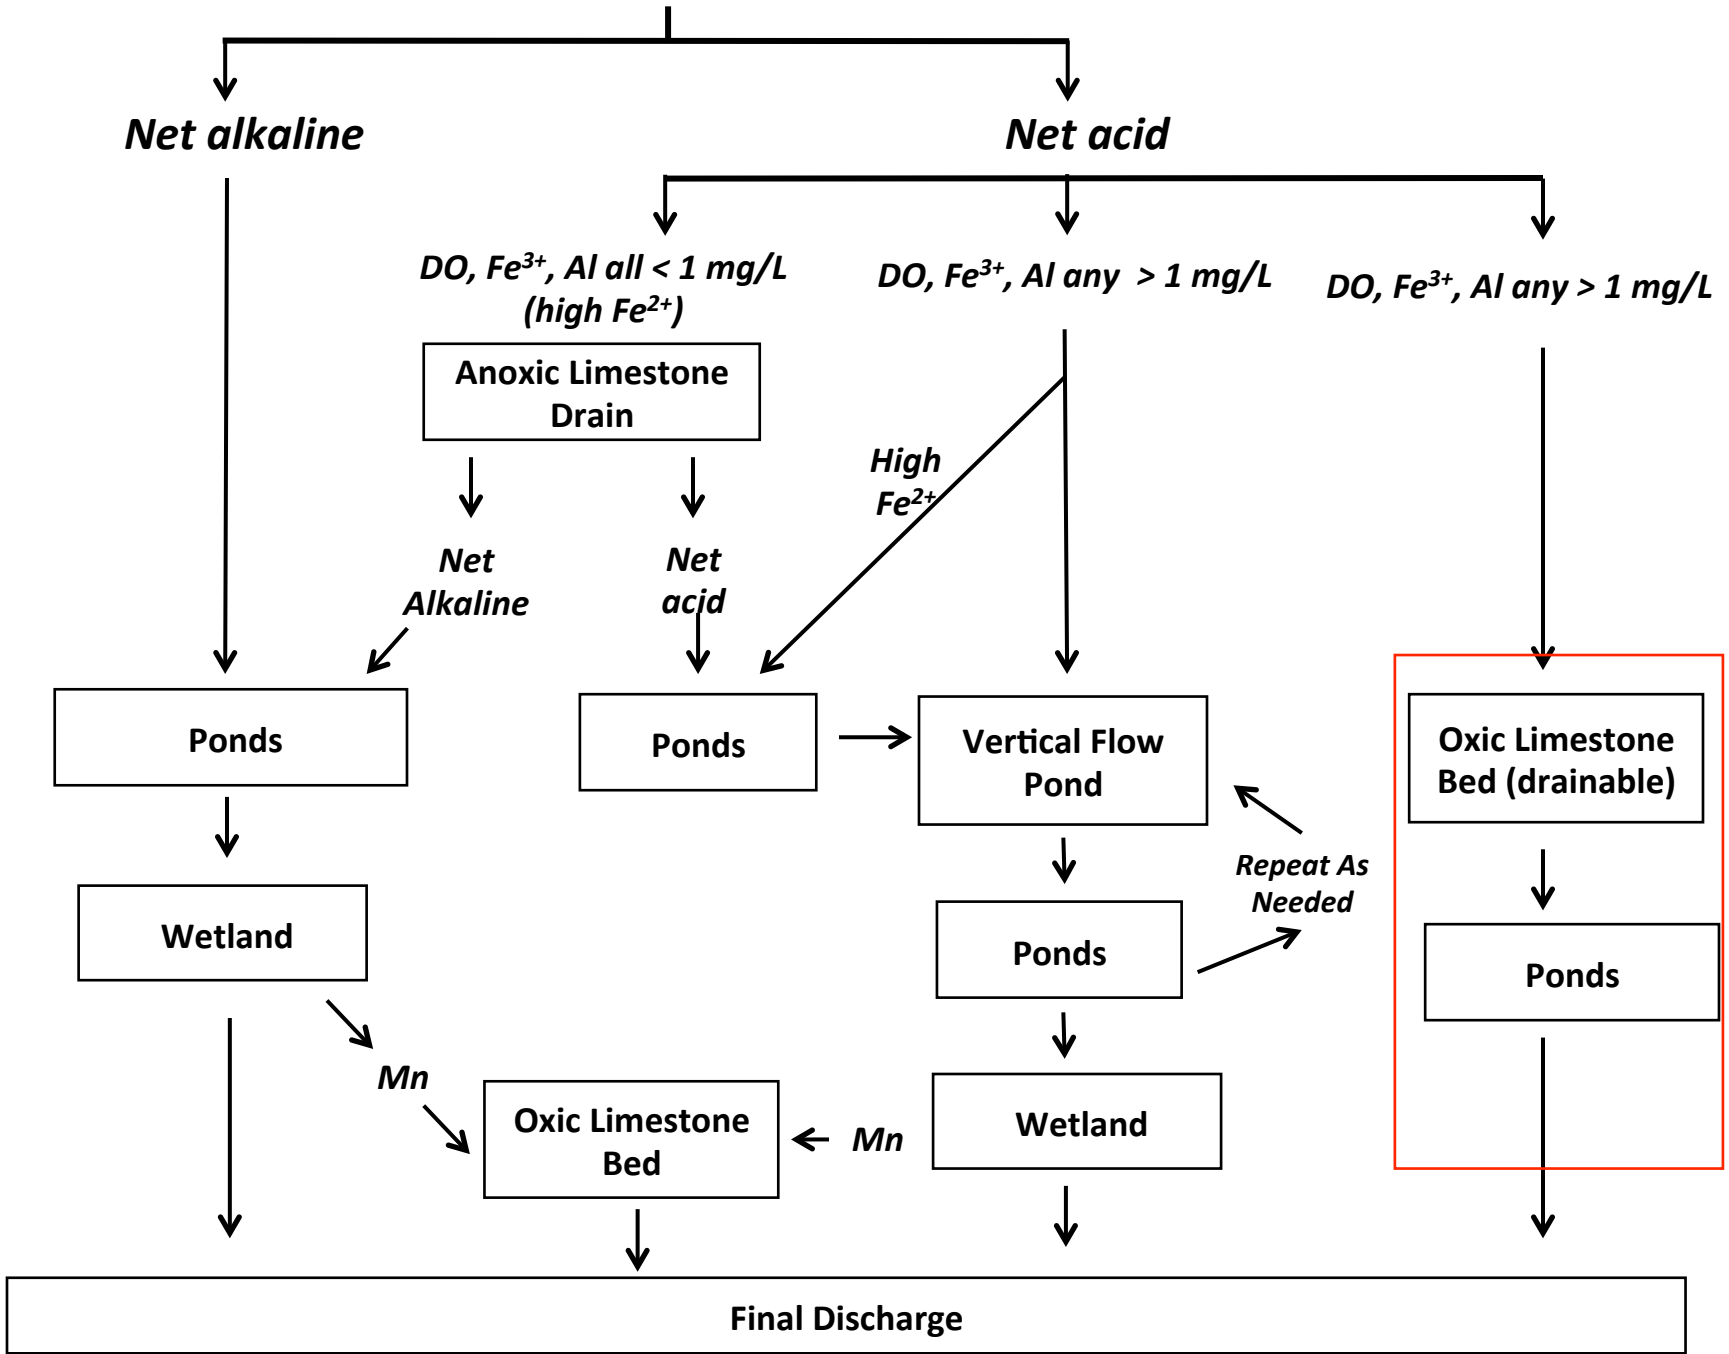 Net alkaline
Net acid
DO, Fe³⁺, Al all < 1 mg/L
(high Fe²⁺)
DO, Fe³⁺, Al any > 1 mg/L
DO, Fe³⁺, Al any > 1 mg/L
Anoxic Limestone
Drain
High
Fe²⁺
Net
Alkaline
Net
acid
Ponds
Ponds
Vertical Flow
Pond
Oxic Limestone
Bed (drainable)
Repeat As
Needed
Wetland
Ponds
Ponds
Mn
Oxic Limestone
Bed
Mn
Wetland
Final Discharge